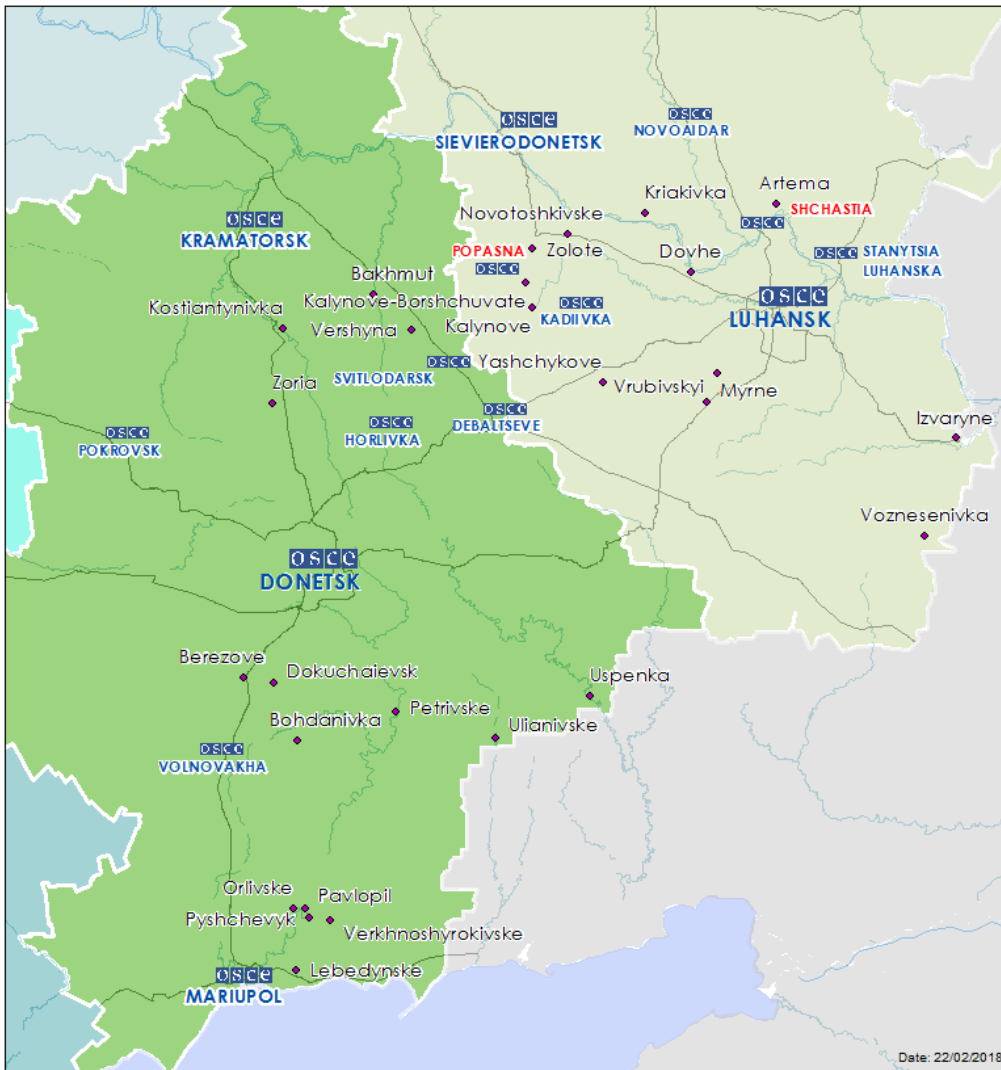 OSCE
NOVOAIDAR
OSCE
SIEVIERODONETSK
Kriakivka
Artema
SHCHASTIA
OSCE
Novotoshkivske
OSCE
KRAMATORSK
POPASNA
Zolote
Dovhe
OSCE
STANYTSIA
LUHANSKA
OSCE
Bakhmut
OSCE
LUHANSK
Kalynove-Borshchuvate
OSCE
KADIIVKA
Kostiantynivka
Vershyna
Kalynove
OSCE
Yashchykove
SVITLODARSK
Zoria
Vrubivskyi
Myrne
OSCE
HORLIVKA
OSCE
DEBALTSEVE
Izvaryne
OSCE
POKROVSK
Voznesenivka
OSCE
DONETSK
Berezove
Dokuchaievsk
Uspenka
Petrivske
Bohdanivka
Ulianivske
OSCE
VOLNOVAKHA
Orlivske
Pavlopil
Pyshchevyk
Verkhnoshyrokivske
Lebedynske
OSCE
MARIUPOL
Date: 22/02/2018